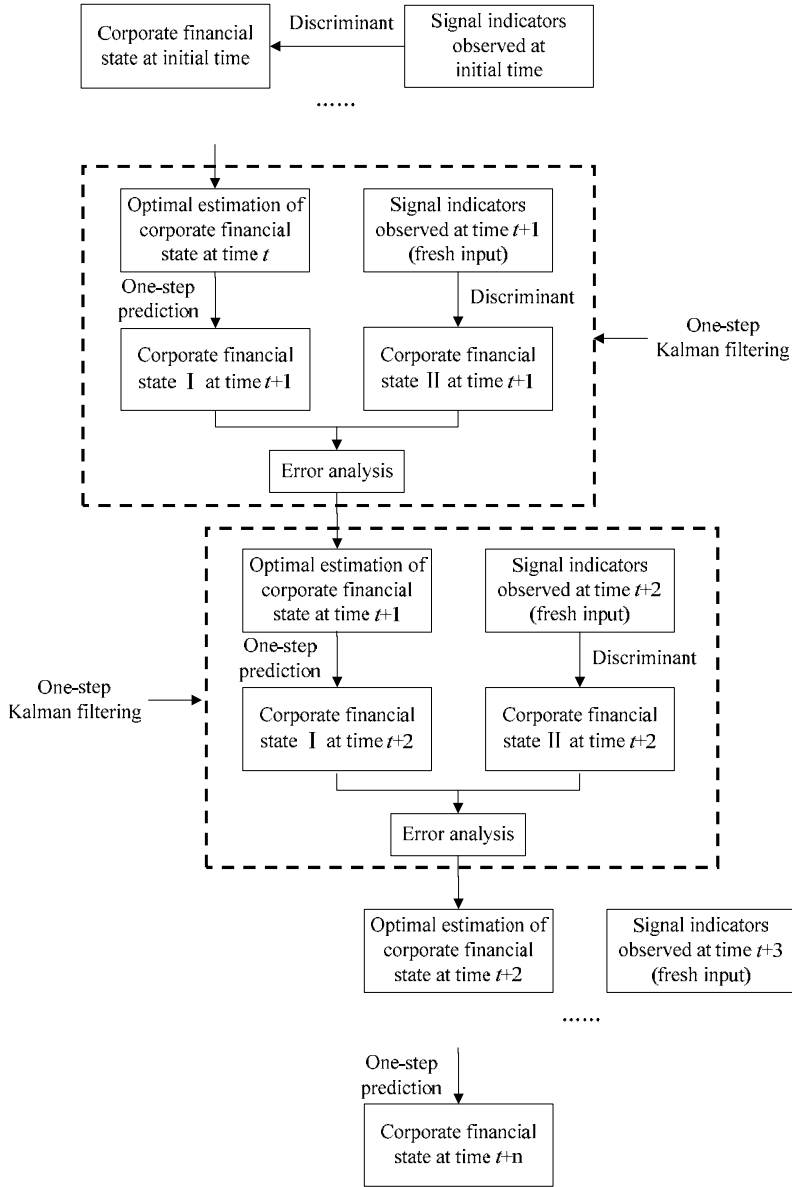 Corporate financial
state at initial time
Discriminant
Signal indicators
observed at
initial time
......
Optimal estimation of
corporate financial
state at time t
Signal indicators
observed at time t+1
(fresh input)
One-step
prediction
Discriminant
Corporate financial
state Ⅰ at time t+1
Corporate financial
state Ⅱ at time t+1
One-step
Kalman filtering
Error analysis
Optimal estimation of
corporate financial
state at time t+1
Signal indicators
observed at time t+2
(fresh input)
One-step
prediction
Discriminant
One-step
Kalman filtering
Corporate financial
state Ⅰ at time t+2
Corporate financial
state Ⅱ at time t+2
Error analysis
Optimal estimation of
corporate financial
state at time t+2
Signal indicators
observed at time t+3
(fresh input)
......
One-step
prediction
Corporate financial
state at time t+n